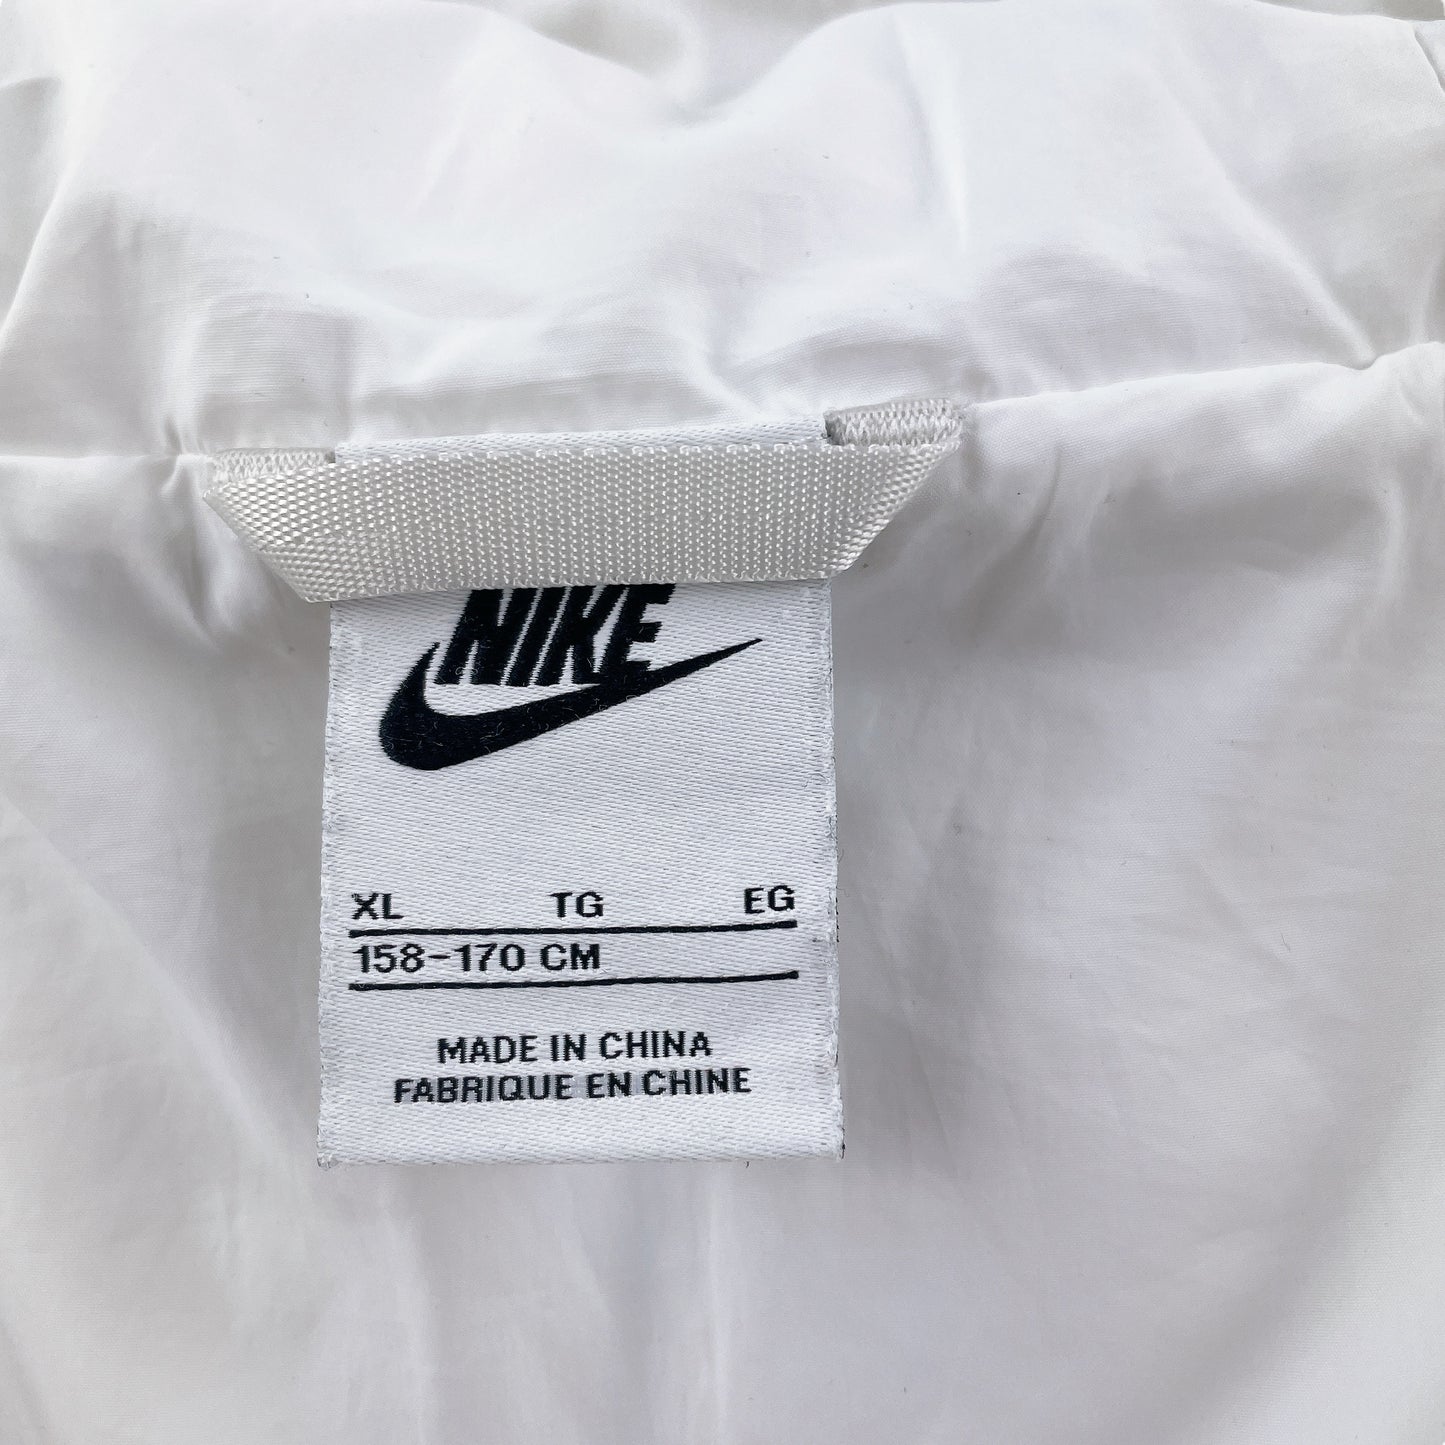 NIKE
XL TG EG
158-170 CM
MADE IN CHINA
FABRIQUE EN CHINE